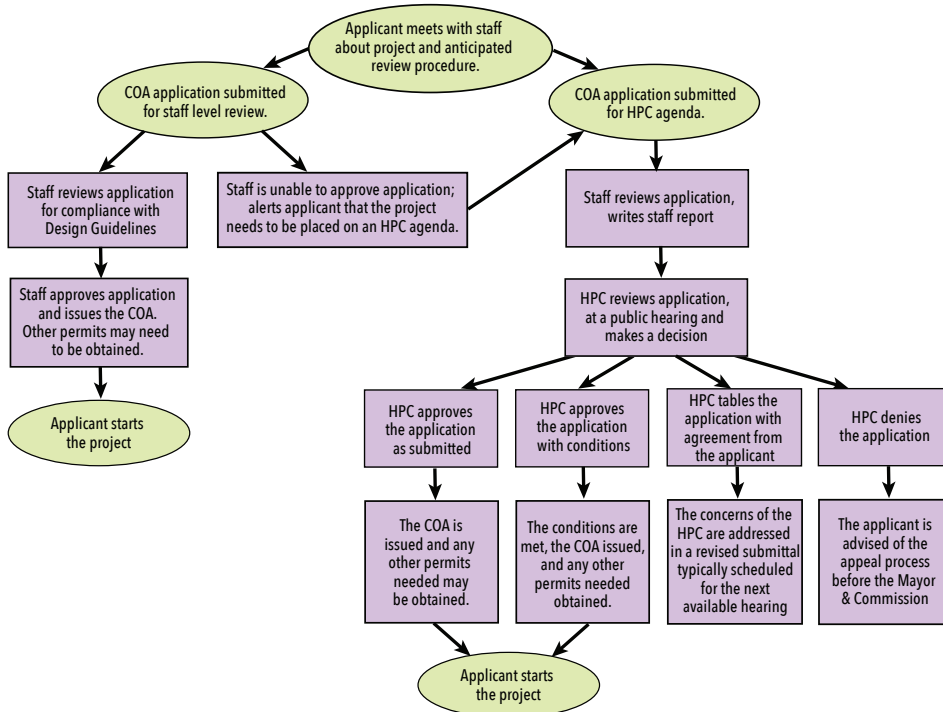 Applicant meets with staff
about project and anticipated
review procedure.
COA application submitted
for staff level review.
COA application submitted
for HPC agenda.
Staff reviews application
for compliance with
Design Guidelines
Staff is unable to approve application;
alerts applicant that the project
needs to be placed on an HPC agenda.
Staff reviews application,
writes staff report
Staff approves application
and issues the COA.
Other permits may need
to be obtained.
HPC reviews application,
at a public hearing and
makes a decision
Applicant starts
the project
HPC approves
the application
as submitted
HPC approves
the application
with conditions
HPC tables the
application with
agreement from
the applicant
HPC denies
the application
The COA is
issued and any
other permits
needed may
be obtained.
The conditions are
met, the COA issued,
and any other
permits needed
obtained.
The concerns of the
HPC are addressed
in a revised submittal
typically scheduled
for the next
available hearing
The applicant is
advised of the
appeal process
before the Mayor
& Commission
Applicant starts
the project